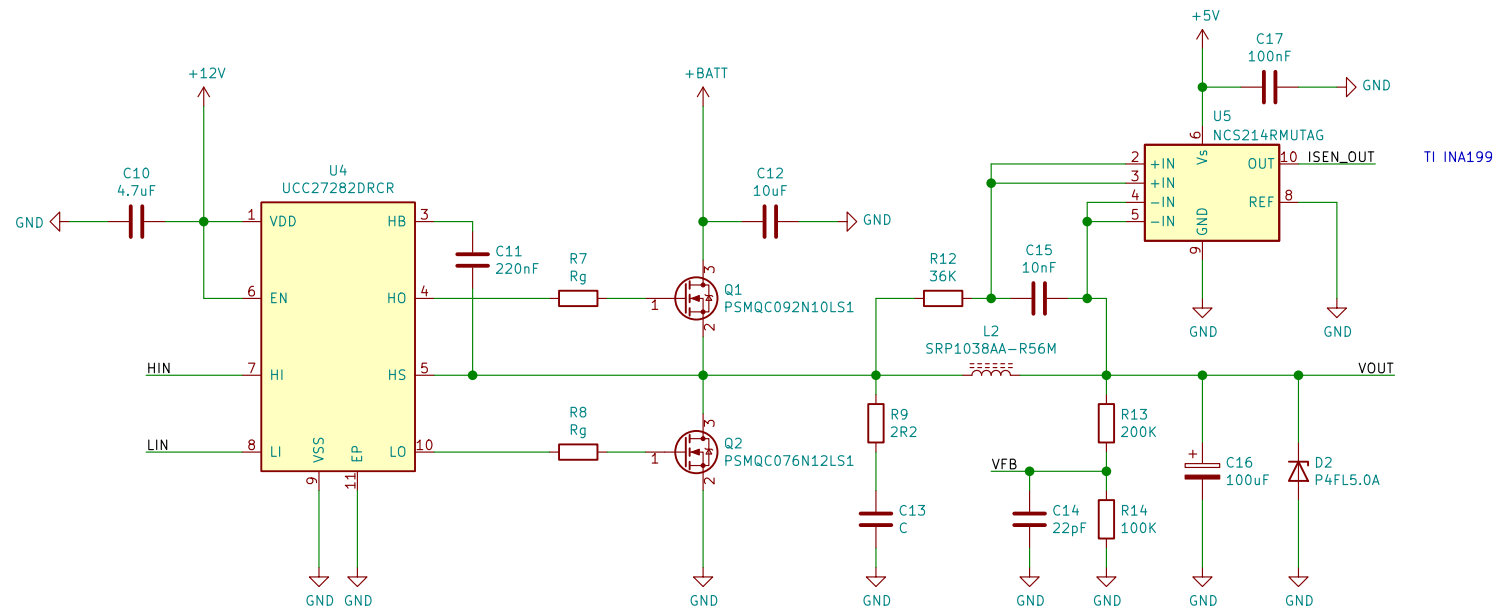 +5V
C17
100nF
GND
+12V
+BATT
U5
NCS214RMUTAG
6
Vs
2
+IN
3
+IN
4
-IN
5
-IN
OUT
10
ISEN_OUT
TI INA199
REF
8
GND
9
GND
GND
C10
4.7uF
GND
U4
UCC27282DRCR
1
VDD
HB
3
6
EN
HO
4
7
HI
HS
5
8
LI
LO
10
VSS
9
EP
11
HIN
LIN
GND
GND
C11
220nF
R7
Rg
R8
Rg
C12
10uF
GND
3
1
2
Q1
PSMQC092N10LS1
3
1
2
Q2
PSMQC076N12LS1
GND
R12
36K
C15
10nF
L2
SRP1038AA-R56M
VOUT
R9
2R2
C13
C
GND
R13
200K
VFB
C14
22pF
GND
R14
100K
GND
+
C16
100uF
GND
D2
P4FL5.0A
GND